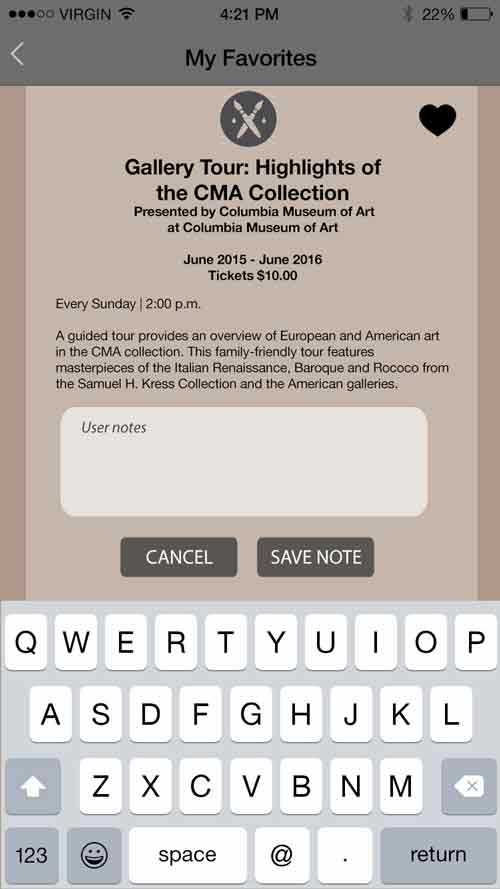 VIRGIN 4:21 PM 22%
My Favorites
Gallery Tour: Highlights of
the CMA Collection
Presented by Columbia Museum of Art
at Columbia Museum of Art
June 2015 - June 2016
Tickets $10.00
Every Sunday | 2:00 p.m.
A guided tour provides an overview of European and American art
in the CMA collection. This family-friendly tour features
masterpieces of the Italian Renaissance, Baroque and Rococo from
the Samuel H. Kress Collection and the American galleries.
User notes
CANCEL SAVE NOTE
Q W E R T Y U I O P
A S D F G H J K L
Z X C V B N M
123 space @ . return